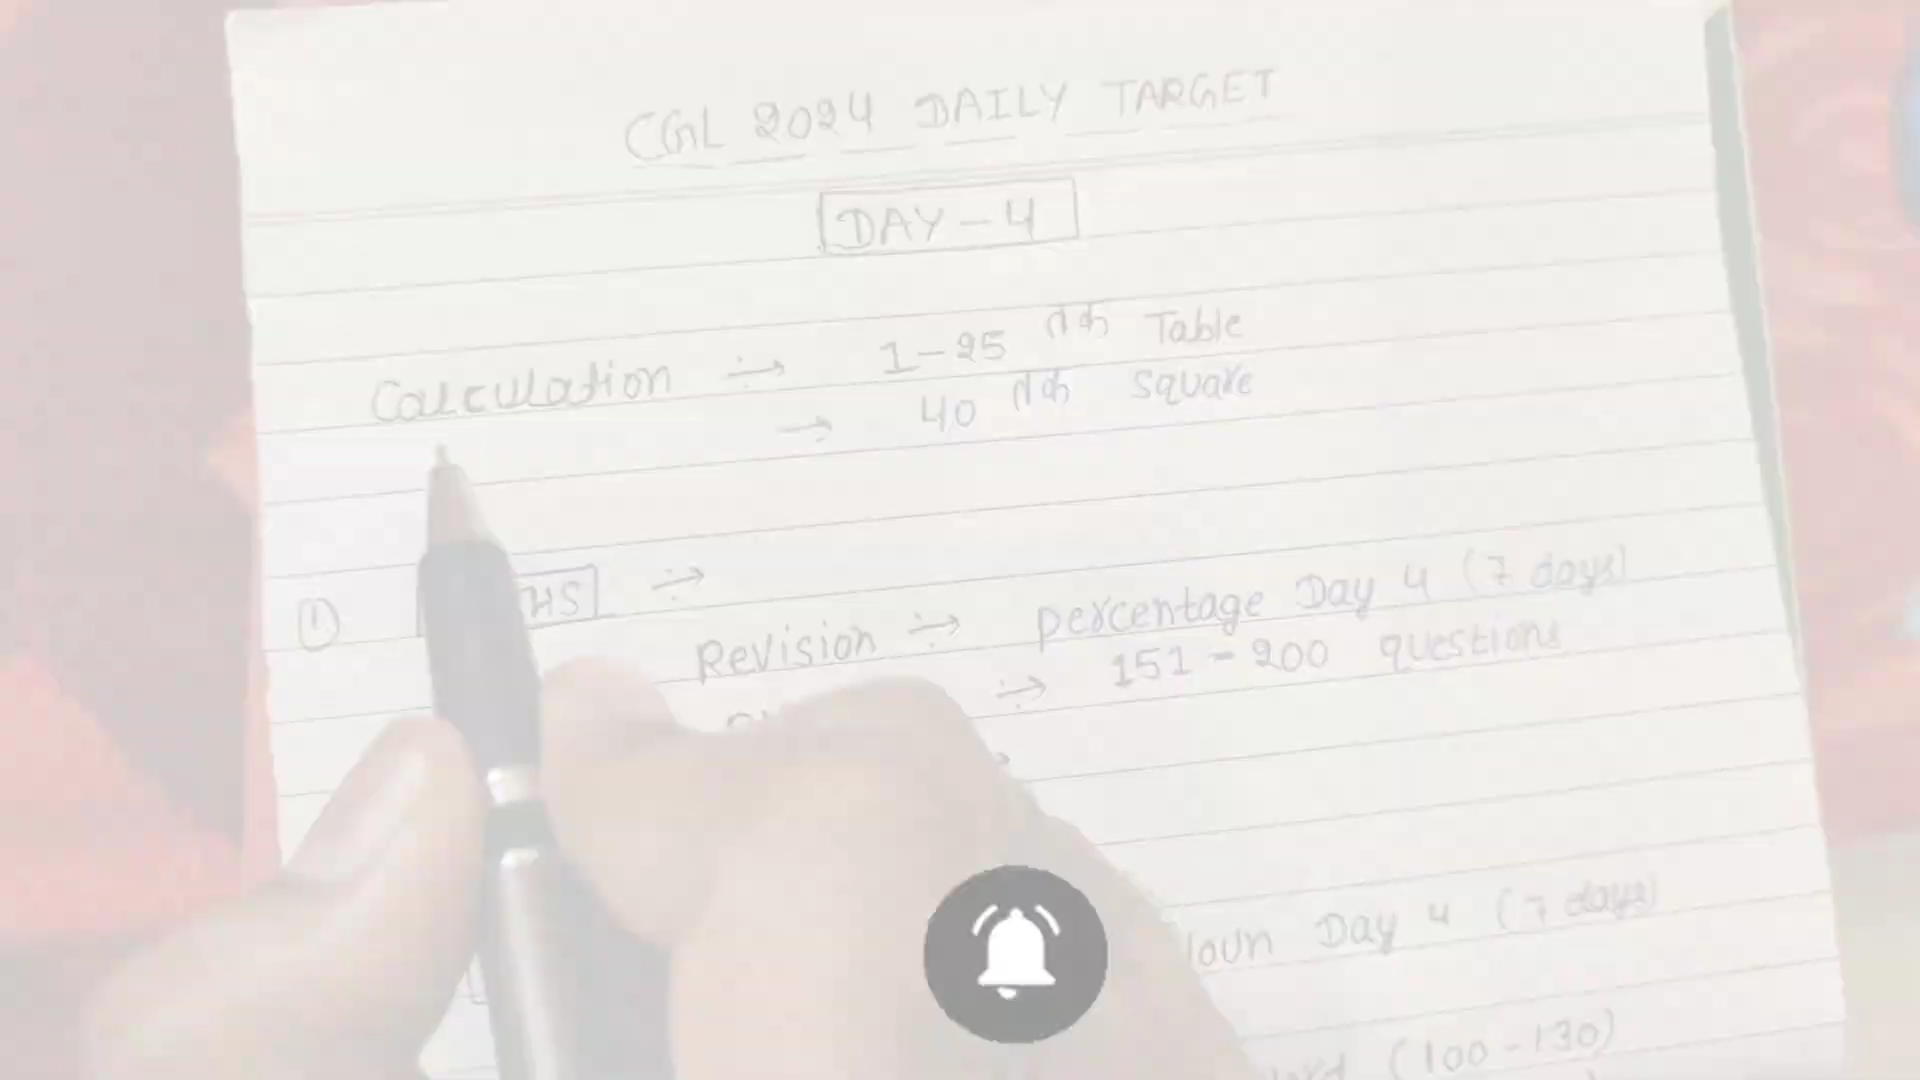 CGL 2024 DAILY TARGET
DAY - 4
Calculation ÷→ 1-25 तक Table
→ 40 तक Square
① HS ÷→
Revision ÷→ Percentage Day 4 (7 days)
÷→ 151 - 200 questions
Day 4 (7 days)
(100 - 130)